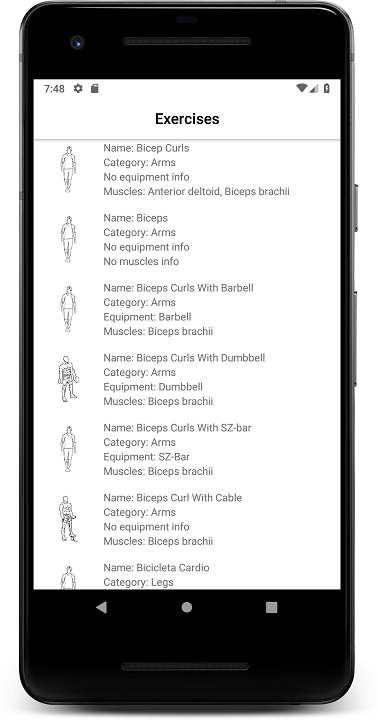 7:48
Exercises
Name: Bicep Curls
Category: Arms
No equipment info
Muscles: Anterior deltoid, Biceps brachii
Name: Biceps
Category: Arms
No equipment info
No muscles info
Name: Biceps Curls With Barbell
Category: Arms
Equipment: Barbell
Muscles: Biceps brachii
Name: Biceps Curls With Dumbbell
Category: Arms
Equipment: Dumbbell
Muscles: Biceps brachii
Name: Biceps Curls With SZ-bar
Category: Arms
Equipment: SZ-Bar
Muscles: Biceps brachii
Name: Biceps Curl With Cable
Category: Arms
No equipment info
Muscles: Biceps brachii
Name: Bicicleta Cardio
Category: Legs